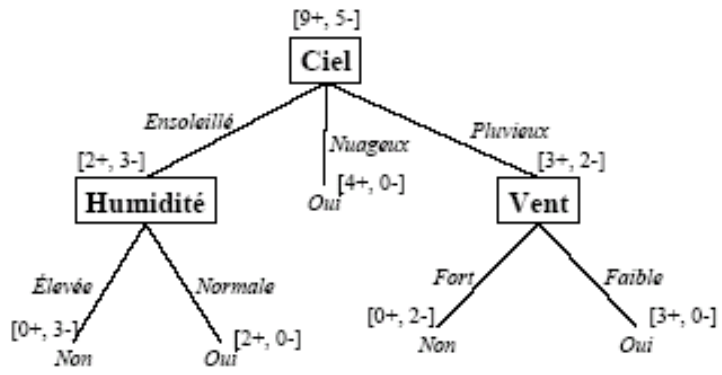 [9+, 5-]
Ciel
Ensoleillé
Nuageux
Pluvieux
[2+, 3-]
[4+, 0-]
[3+, 2-]
Humidité
Oui
Vent
Élevée
Normale
Fort
Faible
[0+, 3-]
[2+, 0-]
[0+, 2-]
[3+, 0-]
Non
Oui
Non
Oui